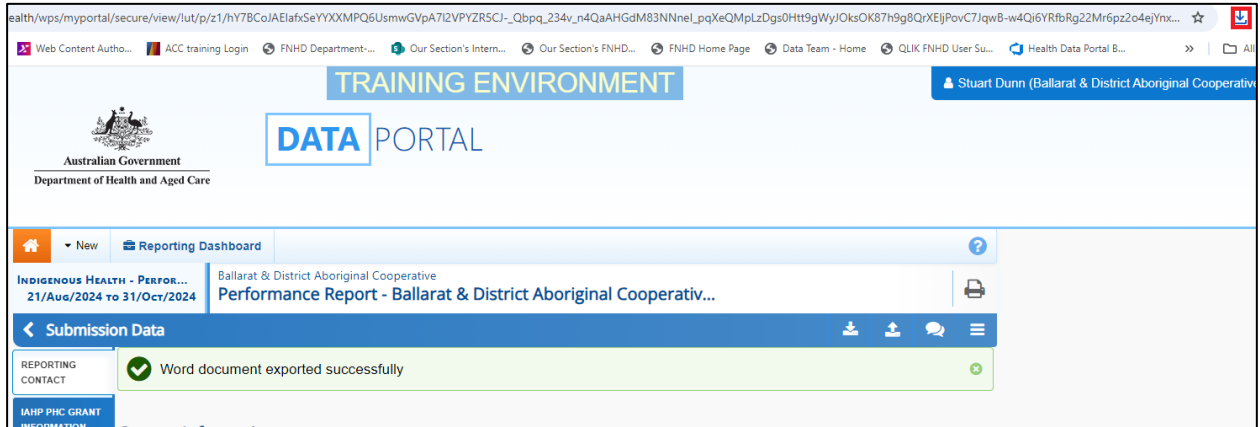 ealth/wps/myportal/secure/view/lut/p/z1/hY7BCoJAEIafxSeYYXXMPQ6UsmwGVpA7I2VPYZR5CJ-_Qbpq_234v_n4QaAHGdM83NNnel_pqXeQMpLzDgs0Htt9gWyJOksOK87h9g8QrXEljPovC7JqwB-w4Qi6YRfbRg22Mr6pz2o4ejYnx...
Web Content Autho...
ACC training Login
FNHD Department-...
Our Section's Intern...
Our Section's FNHD...
FNHD Home Page
Data Team - Home
QLIK FNHD User Su...
Health Data Portal B...
»
All
TRAINING ENVIRONMENT
Stuart Dunn (Ballarat & District Aboriginal Cooperative
Australian Government
Department of Health and Aged Care
DATA PORTAL
New
Reporting Dashboard
?
Indigenous Health - Perfor...
21/Aug/2024 to 31/Oct/2024
Ballarat & District Aboriginal Cooperative
Performance Report - Ballarat & District Aboriginal Cooperativ...
Submission Data
REPORTING
CONTACT
Word document exported successfully
IAHP PHC GRANT
INFORMATION